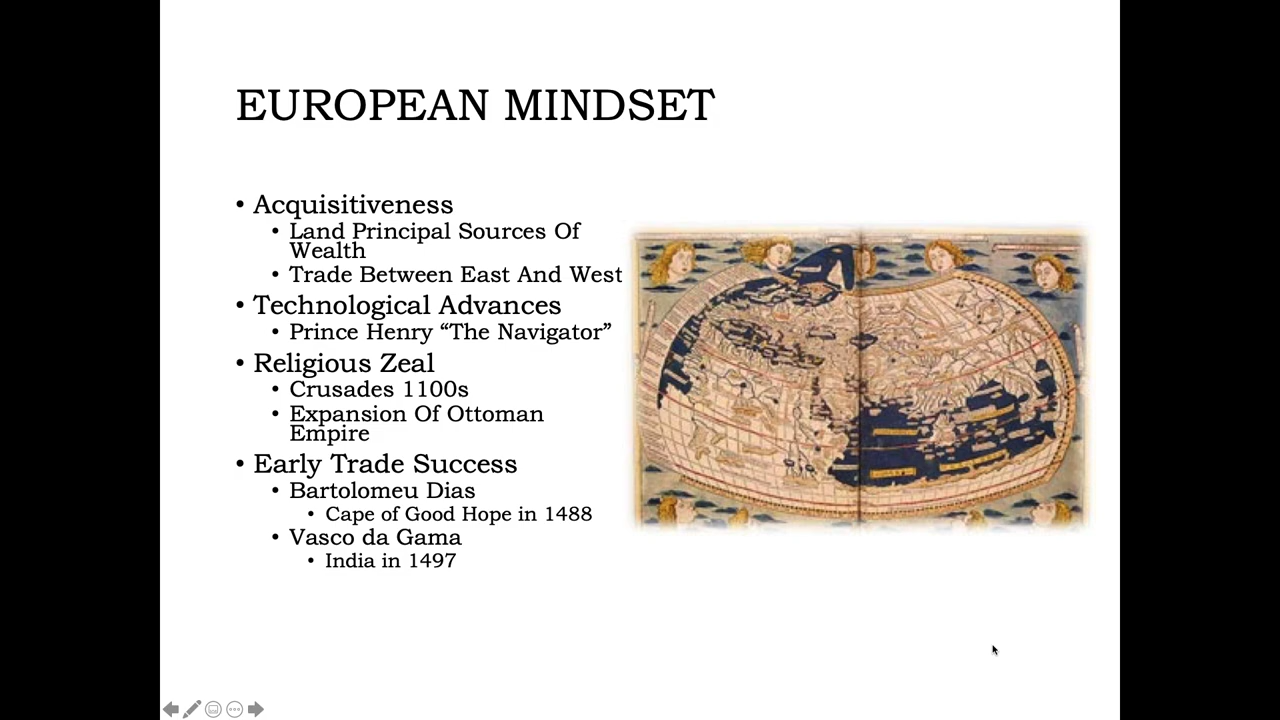 EUROPEAN MINDSET
• Acquisitiveness
• Land Principal Sources Of
Wealth
• Trade Between East And West
• Technological Advances
• Prince Henry “The Navigator”
• Religious Zeal
• Crusades 1100s
• Expansion Of Ottoman
Empire
• Early Trade Success
• Bartolomeu Dias
• Cape of Good Hope in 1488
• Vasco da Gama
• India in 1497